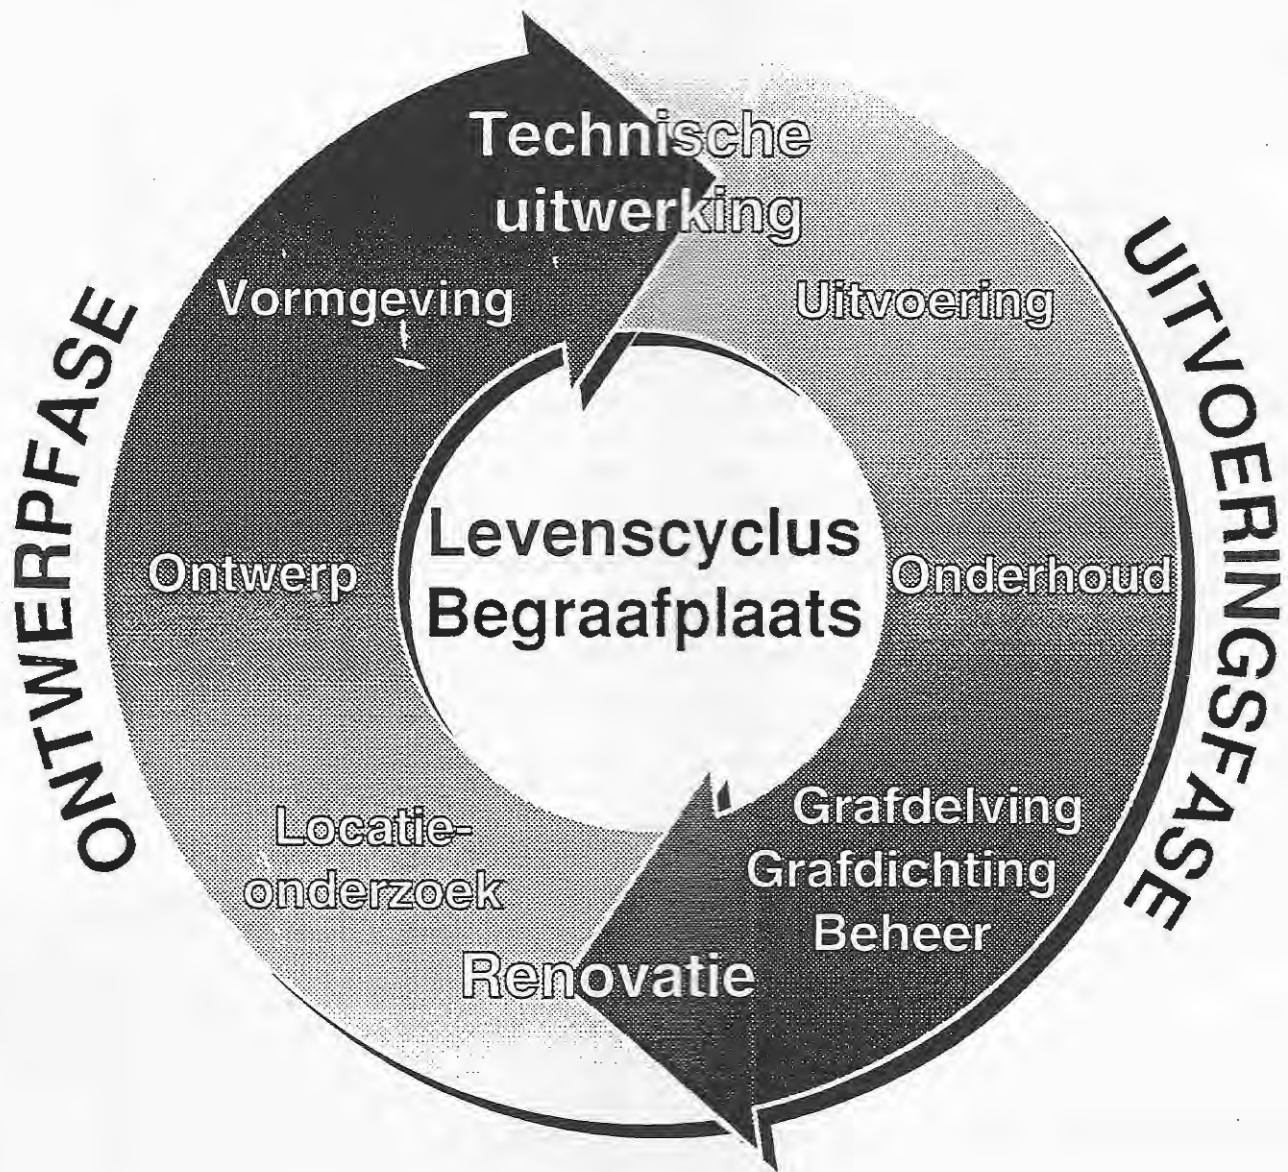 Technische
uitwerking
Vormgeving
Uitvoering
ONTWERPFASE
UITVOERINGSFASE
Levenscyclus
Begraafplaats
Ontwerp
Onderhoud
Locatie-
onderzoek
Grafdelving
Grafdichting
Beheer
Renovatie